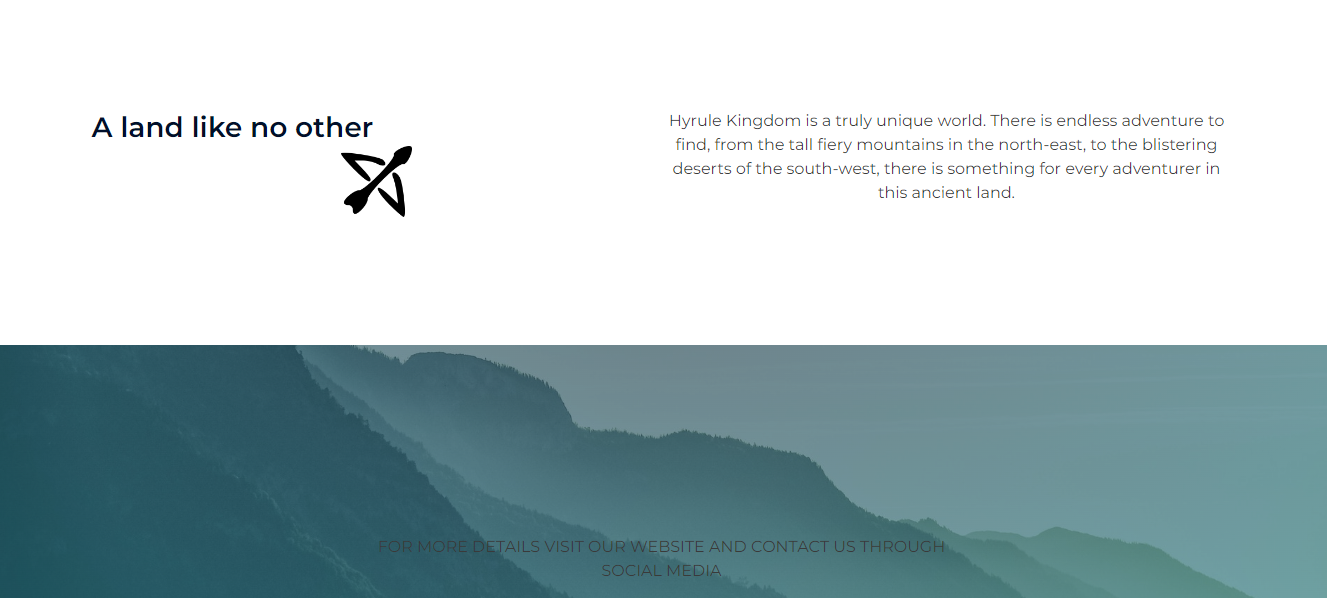 A land like no other
Hyrule Kingdom is a truly unique world. There is endless adventure to
find, from the tall fiery mountains in the north-east, to the blistering
deserts of the south-west, there is something for every adventurer in
this ancient land.
FOR MORE DETAILS VISIT OUR WEBSITE AND CONTACT US THROUGH
SOCIAL MEDIA